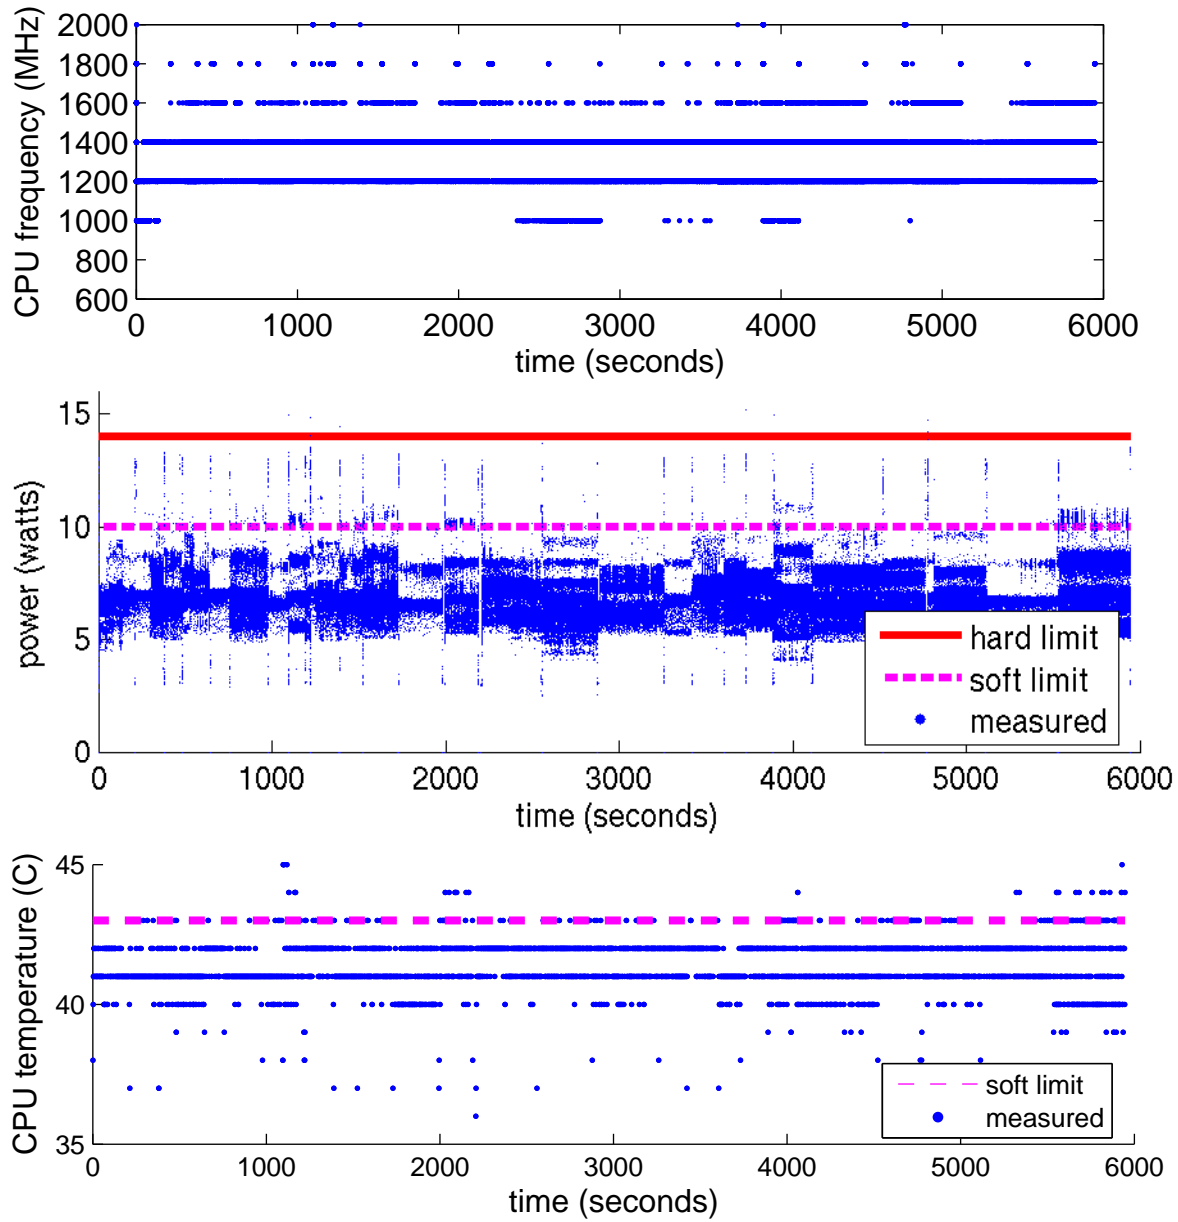 CPU frequency (MHz)
2000
1800
1600
1400
1200
1000
800
600
0 1000 2000 3000 4000 5000 6000
time (seconds)
power (watts)
15
10
5
0
hard limit
soft limit
measured
0 1000 2000 3000 4000 5000 6000
time (seconds)
CPU temperature (C)
45
40
35
soft limit
measured
0 1000 2000 3000 4000 5000 6000
time (seconds)